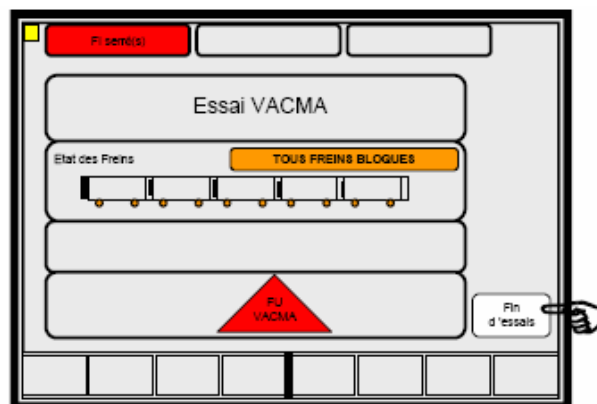 FI serré(s)
Essai VACMA
Etat des Freins
TOUS FREINS BLOQUES
FU
VACMA
Fin
d 'essais